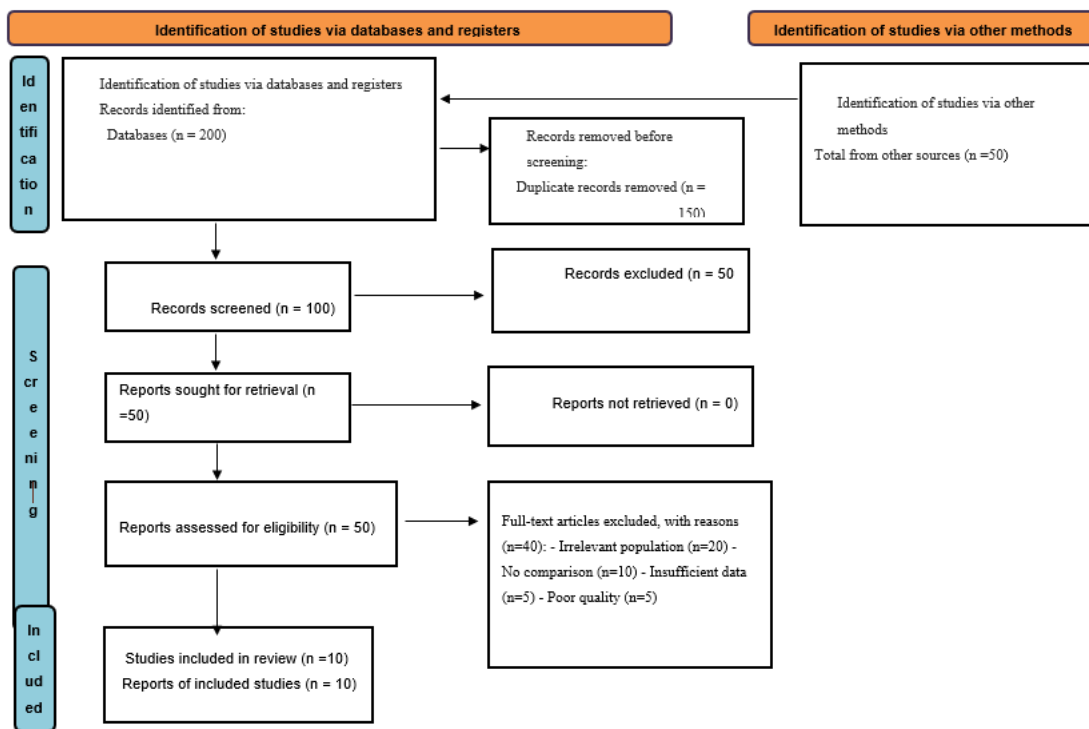 Identification of studies via databases and registers
Identification of studies via other methods
Id
en
tific
ca
tio
n
Identification of studies via databases and registers
Records identified from:
Databases (n = 200)
Records removed before
screening:
Duplicate records removed (n =
150)
Identification of studies via other
methods
Total from other sources (n =50)
S
cr
e
e
ni
n
g
Records screened (n = 100)
Records excluded (n = 50
Reports sought for retrieval (n
=50)
Reports not retrieved (n = 0)
Reports assessed for eligibility (n = 50)
Full-text articles excluded, with reasons
(n=40): - Irrelevant population (n=20) -
No comparison (n=10) - Insufficient data
(n=5) - Poor quality (n=5)
In
cl
ud
ed
Studies included in review (n =10)
Reports of included studies (n = 10)